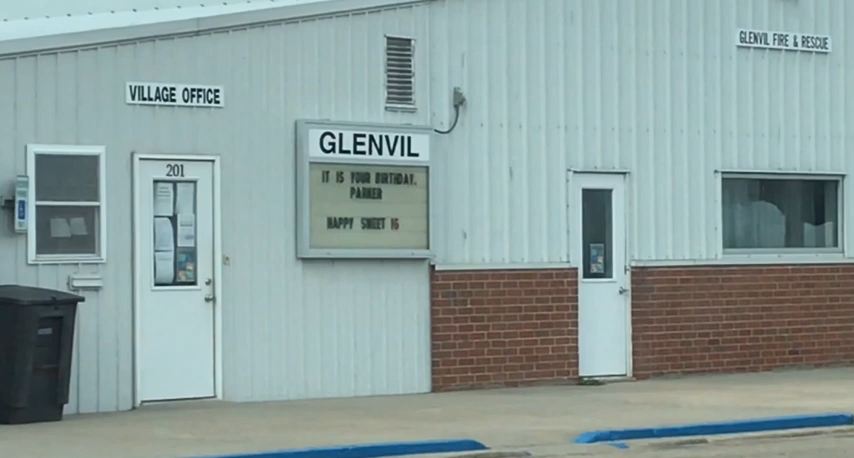 GLENVIL FIRE & RESCUE
VILLAGE OFFICE
GLENVIL
201
IT IS YOUR BIRTHDAY.
PARKER
HAPPY SWEET 16